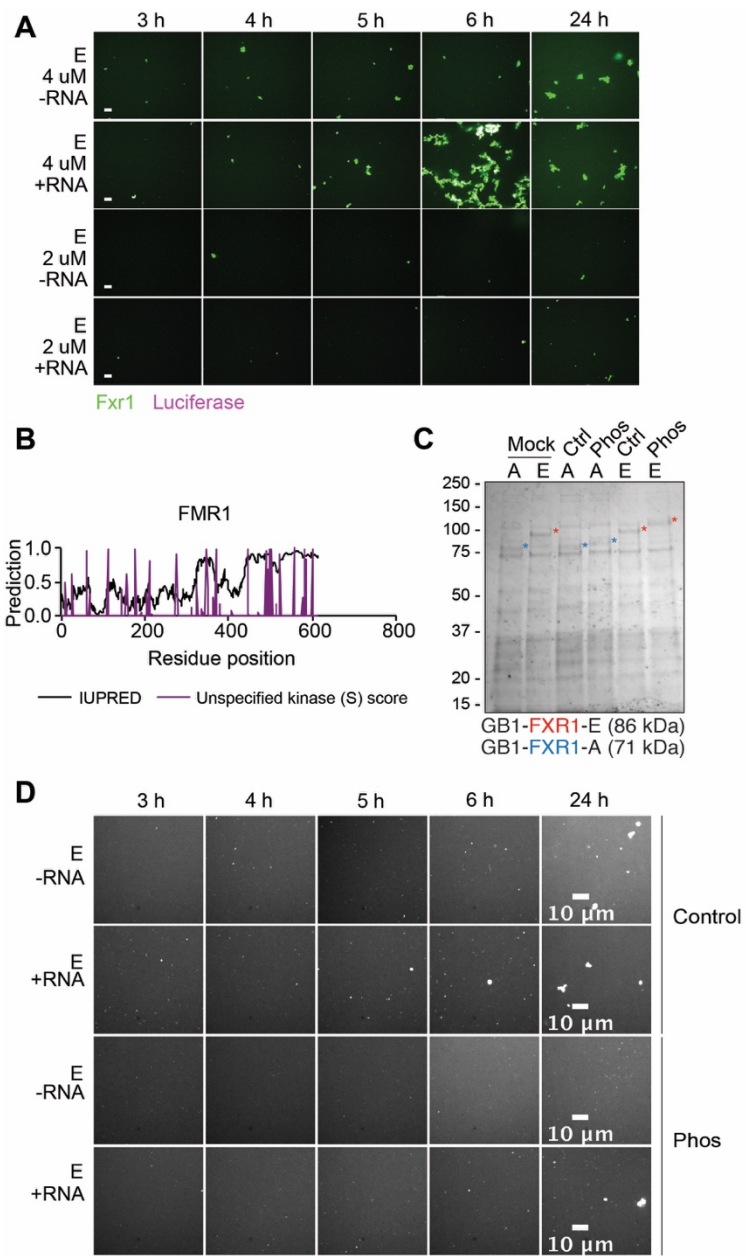 A
3 h 4 h 5 h 6 h 24 h
E
4 uM
-RNA
E
4 uM
+RNA
E
2 uM
-RNA
E
2 uM
+RNA
Fxr1 Luciferase
B
FMR1
Prediction
1.0
0.5
0.0
0 200 400 600 800
Residue position
IUPRED Unspecified kinase (S) score
C
Mock Ctrl Phos Ctrl Phos
A E A A E E
250 -
150 -
100 -
75 -
50 -
37 -
20 -
15 -
* * * * * *
GB1-FXR1-E (86 kDa)
GB1-FXR1-A (71 kDa)
D
3 h 4 h 5 h 6 h 24 h
E
-RNA
10 µm
Control
E
+RNA
10 µm
E
-RNA
10 µm
Phos
E
+RNA
10 µm